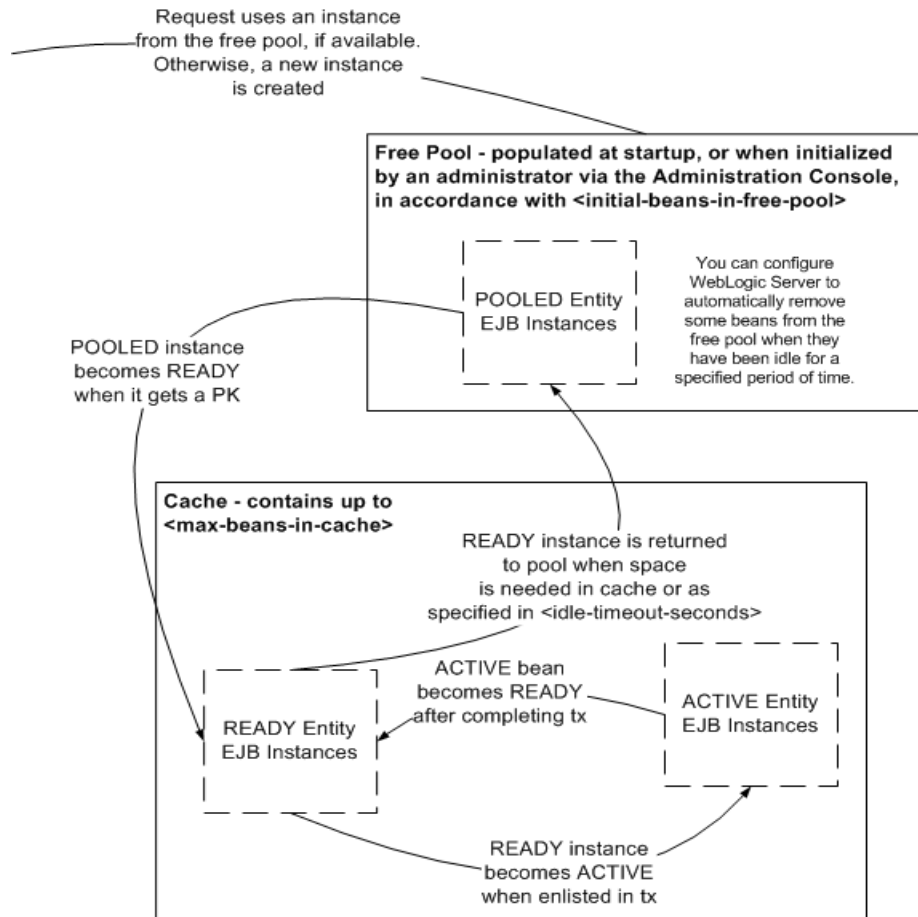 Request uses an instance
from the free pool, if available.
Otherwise, a new instance
is created
Free Pool - populated at startup, or when initialized
by an administrator via the Administration Console,
in accordance with <initial-beans-in-free-pool>
POOLED Entity
EJB Instances
You can configure
WebLogic Server to
automatically remove
some beans from the
free pool when they
have been idle for a
specified period of time.
POOLED instance
becomes READY
when it gets a PK
Cache - contains up to
<max-beans-in-cache>
READY instance is returned
to pool when space
is needed in cache or as
specified in <idle-timeout-seconds>
ACTIVE bean
becomes READY
after completing tx
READY Entity
EJB Instances
ACTIVE Entity
EJB Instances
READY instance
becomes ACTIVE
when enlisted in tx